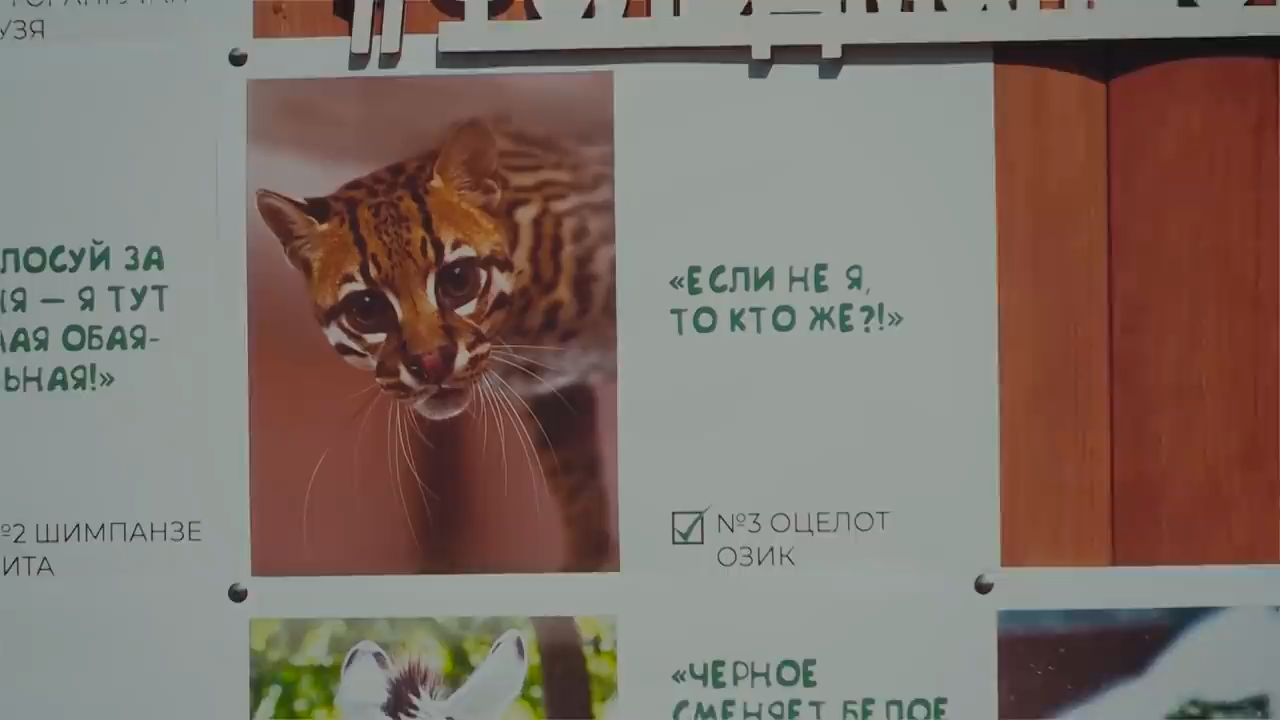 УЗЯ
ЛОСУЙ ЗА
Я — Я ТУТ
АЯ ОБАЯ-
ЬНАЯ!»
№2 ШИМПАНЗЕ
ИТА
«ЕСЛИ НЕ Я,
ТО КТО ЖЕ?!»
№3 ОЦЕЛОТ
ОЗИК
«ЧЕРНОЕ
СМЕНЯЕТ БЕЛОЕ